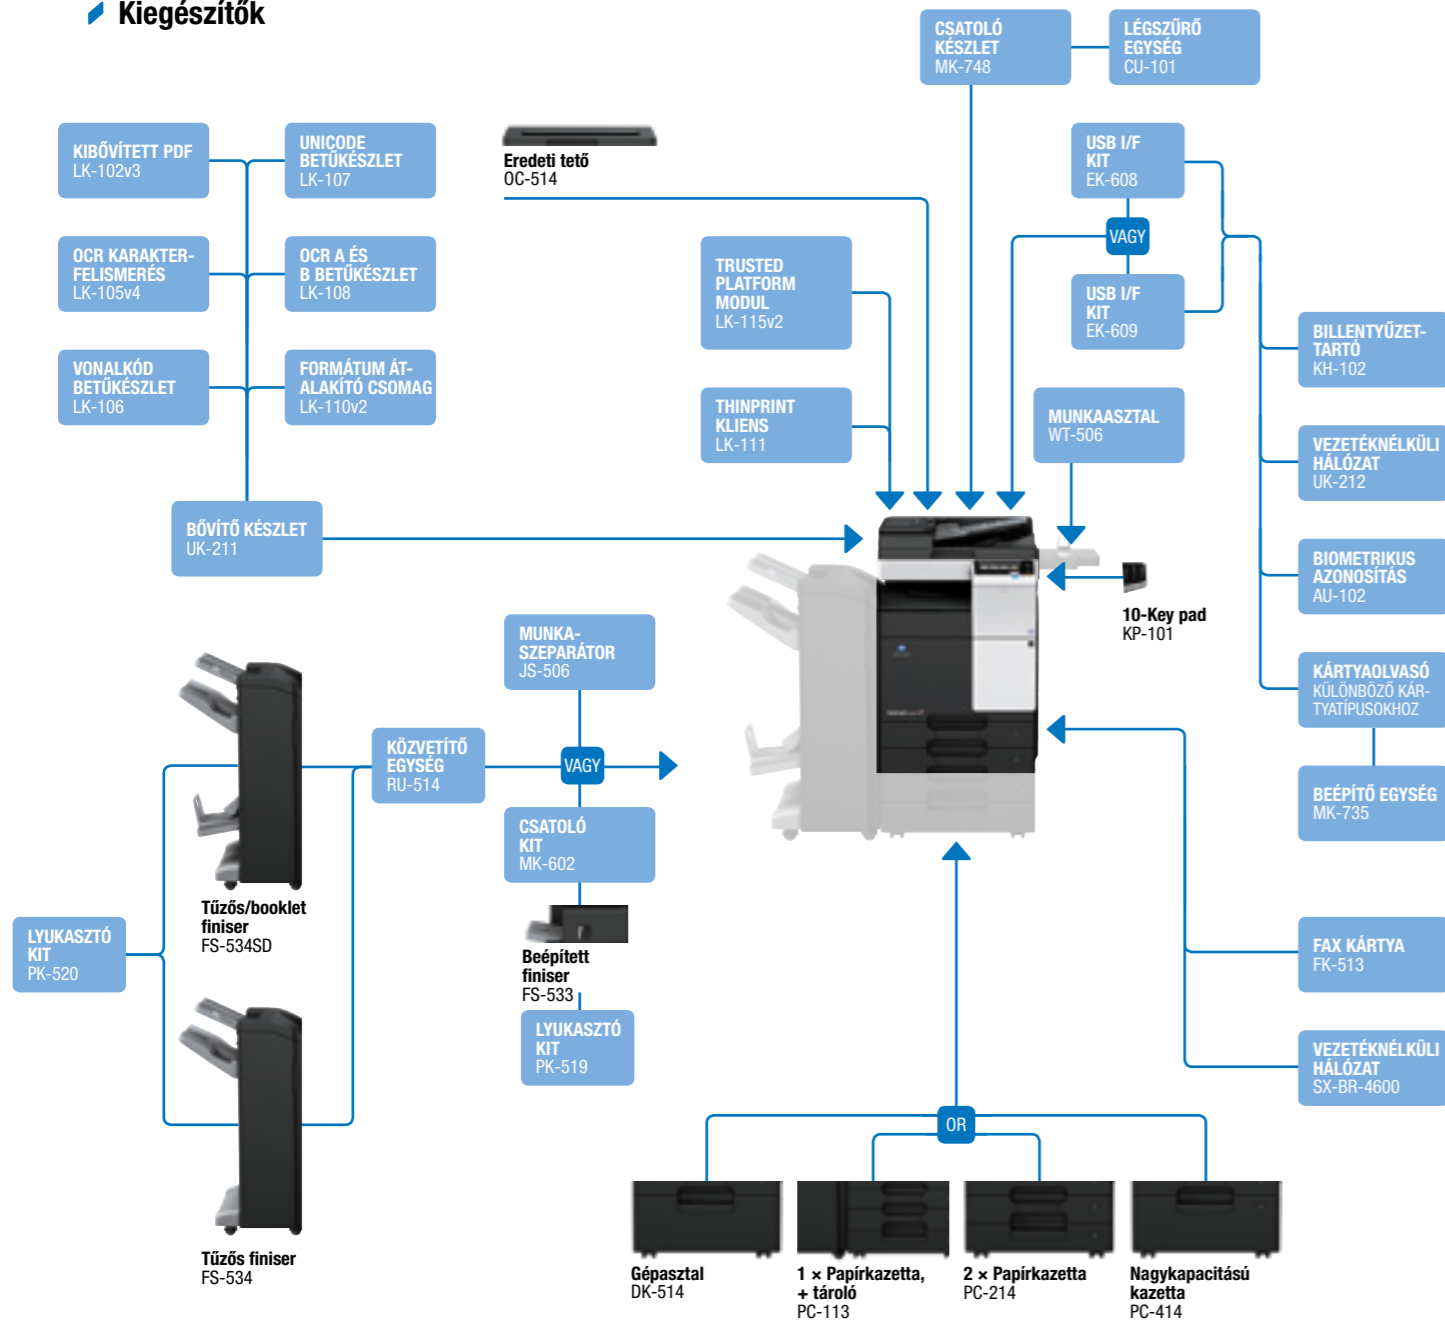 Kiegészítők
CSATOLÓ
KÉSZLET
MK-748
LÉGSZŰRŐ
EGYSÉG
CU-101
KIBŐVÍTETT PDF
LK-102v3
UNICODE
BETŰKÉSZLET
LK-107
Eredeti tető
OC-514
USB I/F
KIT
EK-608
VAGY
USB I/F
KIT
EK-609
OCR KARAKTER-
FELISMERÉS
LK-105v4
OCR A ÉS
B BETŰKÉSZLET
LK-108
TRUSTED
PLATFORM
MODUL
LK-115v2
BILLENTYŰZET-
TARTÓ
KH-102
VONALKÓD
BETŰKÉSZLET
LK-106
FORMÁTUM ÁT-
ALAKÍTÓ CSOMAG
LK-110v2
THINPRINT
KLIENS
LK-111
MUNKAASZTAL
WT-506
VEZETÉKNÉLKÜLI
HÁLÓZAT
UK-212
BŐVÍTŐ KÉSZLET
UK-211
BIOMETRIKUS
AZONOSÍTÁS
AU-102
10-Key pad
KP-101
MUNKA-
SZEPARÁTOR
JS-506
KÁRTYAOLVASÓ
KÜLÖNBÖZŐ KÁR-
TYATÍPUSOKHOZ
KÖZVETÍTŐ
EGYSÉG
RU-514
VAGY
BEÉPÍTŐ EGYSÉG
MK-735
CSATOLÓ
KIT
MK-602
Tűzős/booklet
finiser
FS-534SD
LYUKASZTÓ
KIT
PK-520
Beépített
finiser
FS-533
FAX KÁRTYA
FK-513
LYUKASZTÓ
KIT
PK-519
VEZETÉKNÉLKÜLI
HÁLÓZAT
SX-BR-4600
OR
Tűzős finiser
FS-534
Gépasztal
DK-514
1 × Papírkazetta,
+ tároló
PC-113
2 × Papírkazetta
PC-214
Nagykapacitású
kazetta
PC-414